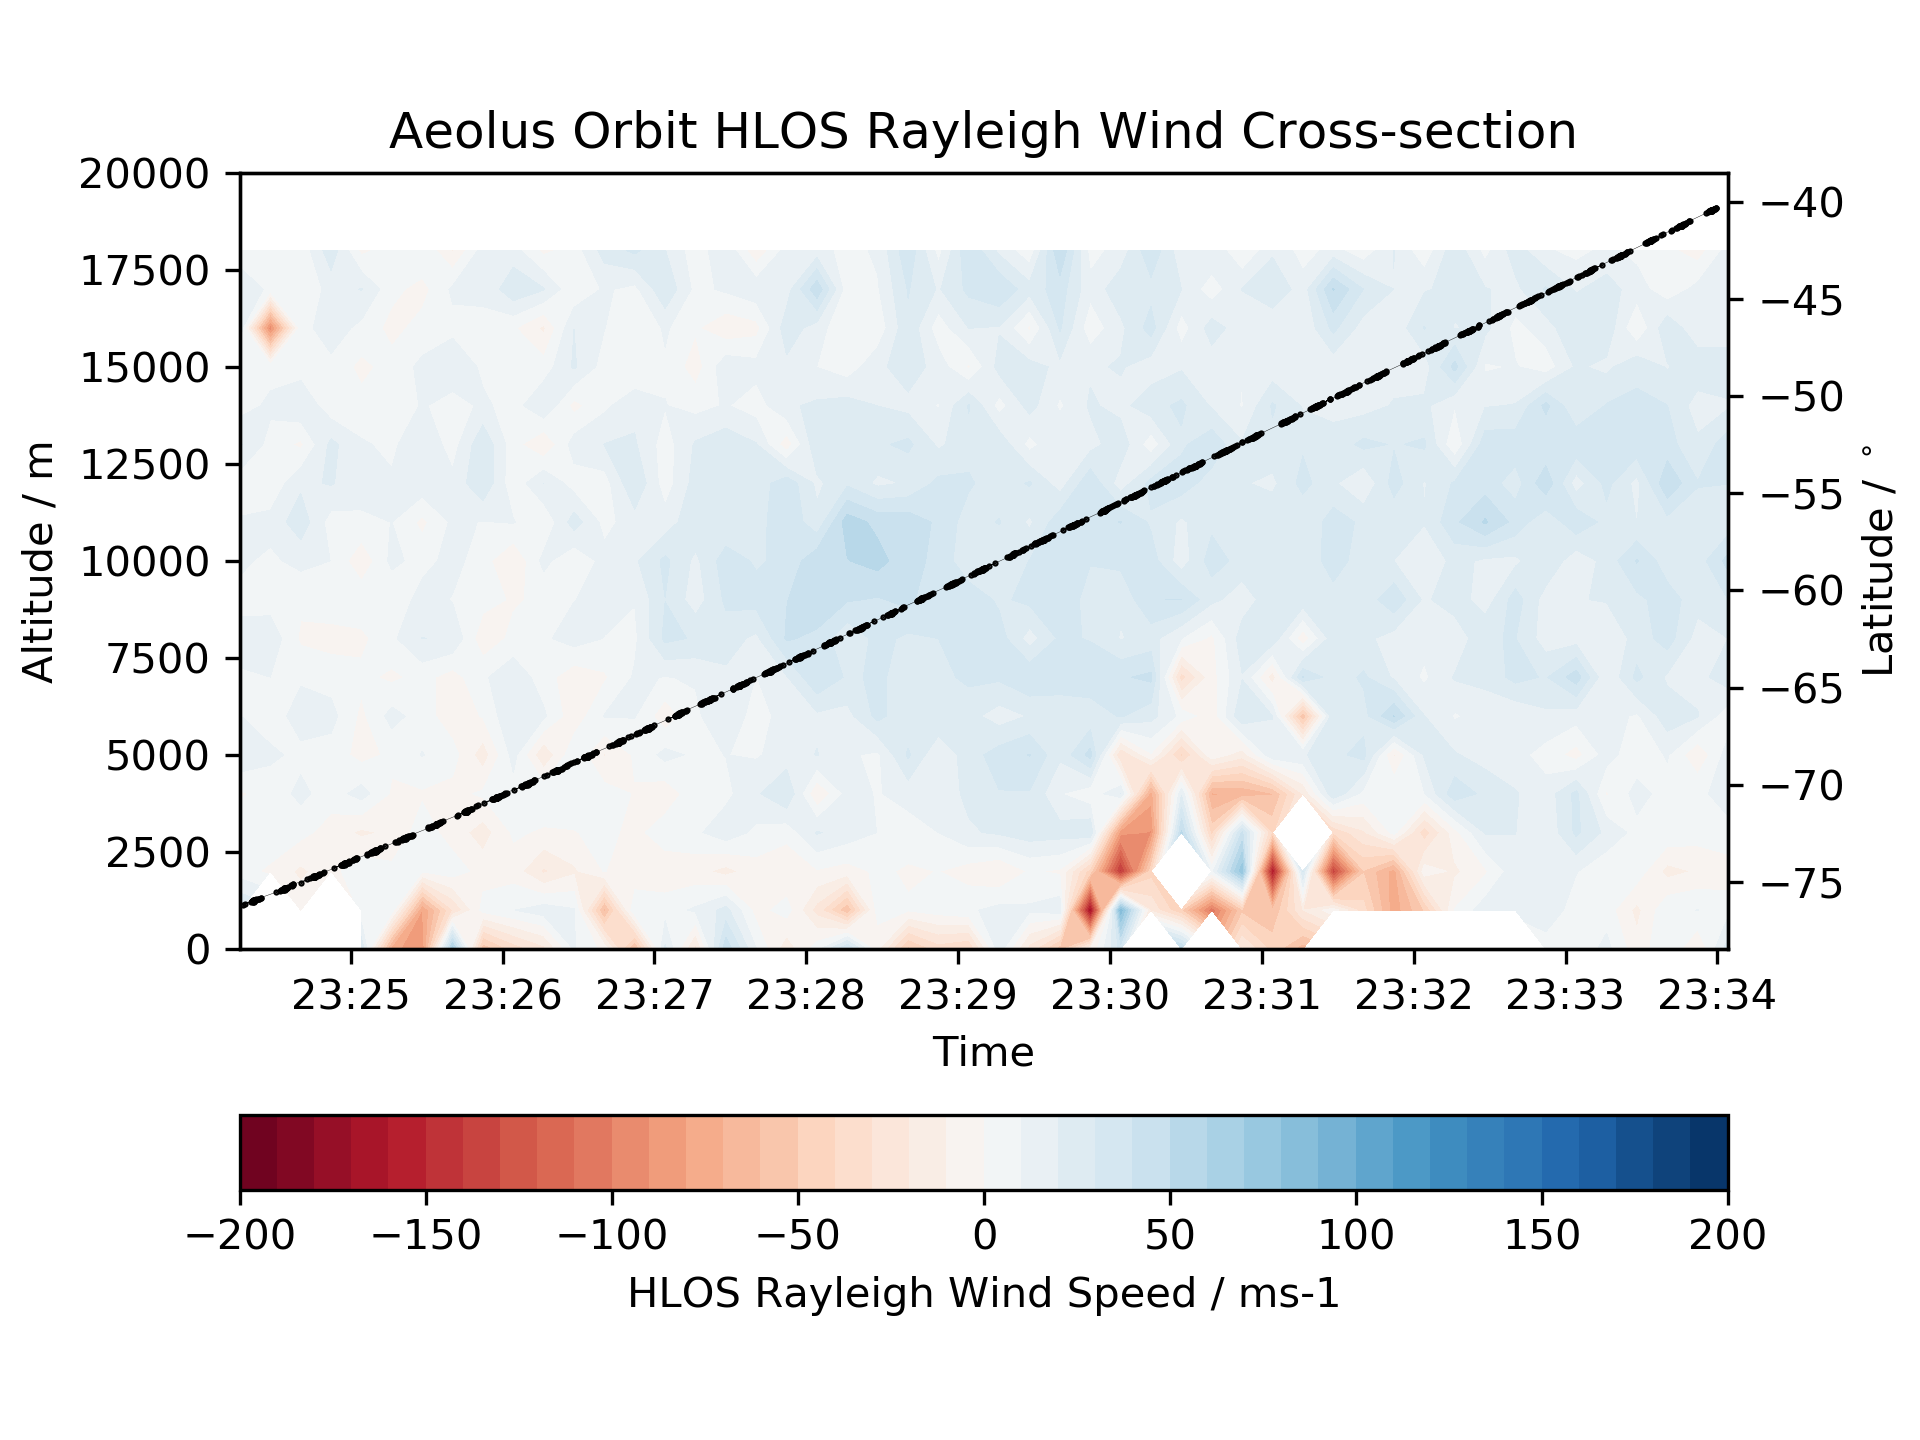 Aeolus Orbit HLOS Rayleigh Wind Cross-section
20000
17500
15000
12500
10000
7500
5000
2500
0
Altitude / m
−40
−45
−50
−55
−60
−65
−70
−75
Latitude / °
23:25 23:26 23:27 23:28 23:29 23:30 23:31 23:32 23:33 23:34
Time
−200 −150 −100 −50 0 50 100 150 200
HLOS Rayleigh Wind Speed / ms-1